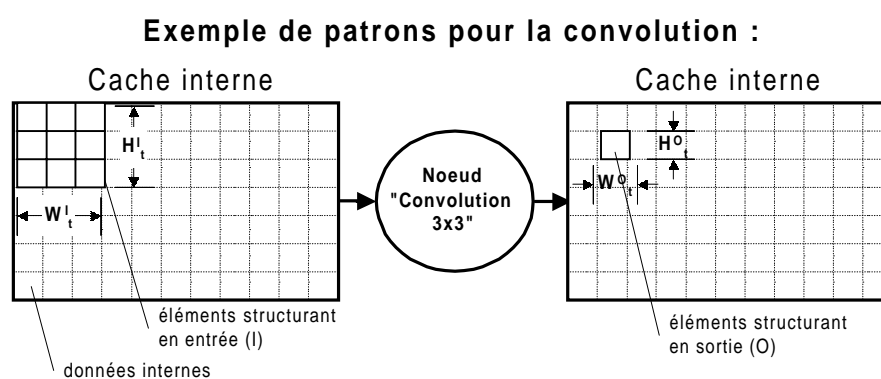 Exemple de patrons pour la convolution :
Cache interne
Cache interne
H^I_t
W^I_t
Noeud
"Convolution
3x3"
H^O_t
W^O_t
éléments structurant
en entrée (I)
données internes
éléments structurant
en sortie (O)